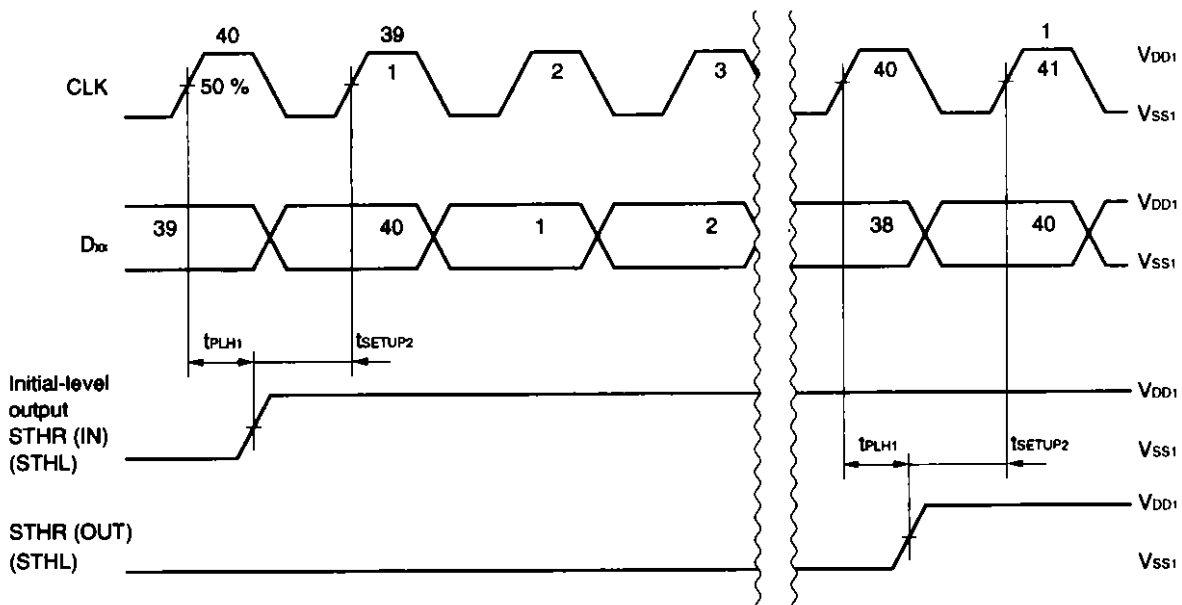 40 39 1
CLK 50 % 1 2 3 40 41 VDD1
VSS1
Dxx 39 40 1 2 38 40 VDD1
VSS1
tPLH1 tSETUP2
Initial-level
output
STHR (IN)
(STHL)
VDD1
tPLH1 tSETUP2
VSS1
STHR (OUT)
(STHL)
VDD1
VSS1